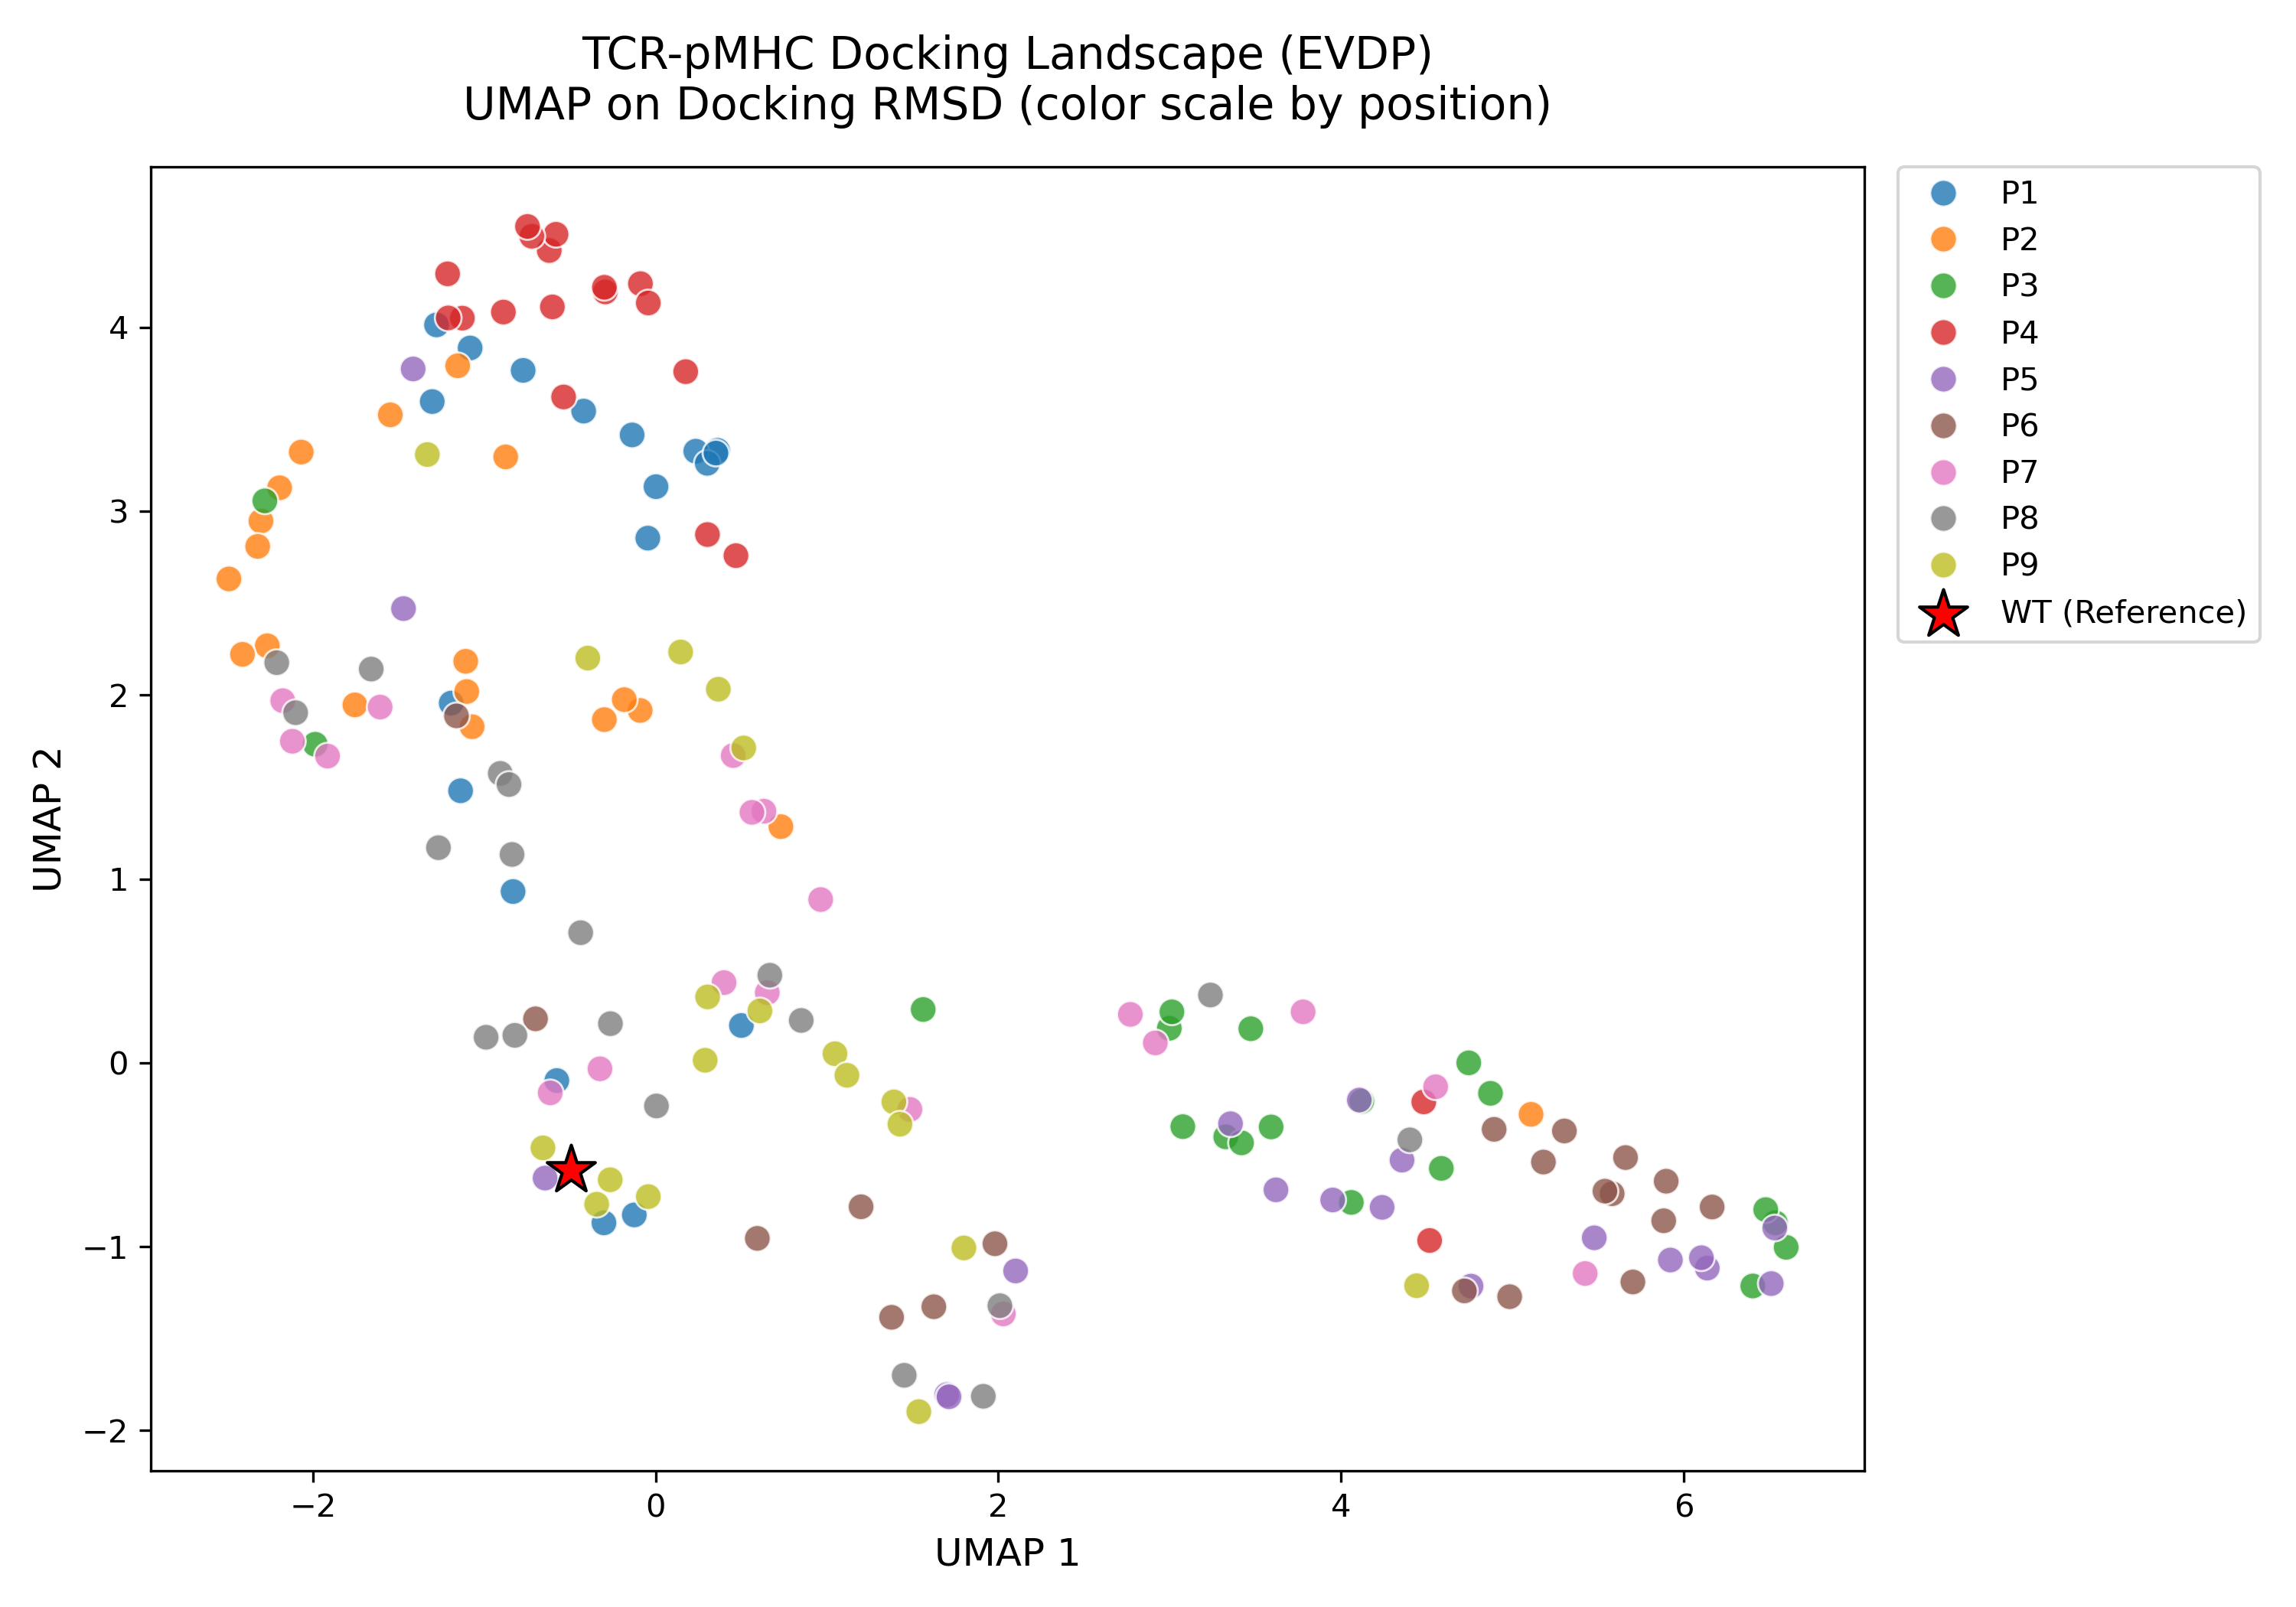 TCR-pMHC Docking Landscape (EVDP)
UMAP on Docking RMSD (color scale by position)
P1
P2
P3
P4
P5
P6
P7
P8
P9
WT (Reference)
UMAP 2
4
3
2
1
0
−1
−2
−2
0
2
4
6
UMAP 1